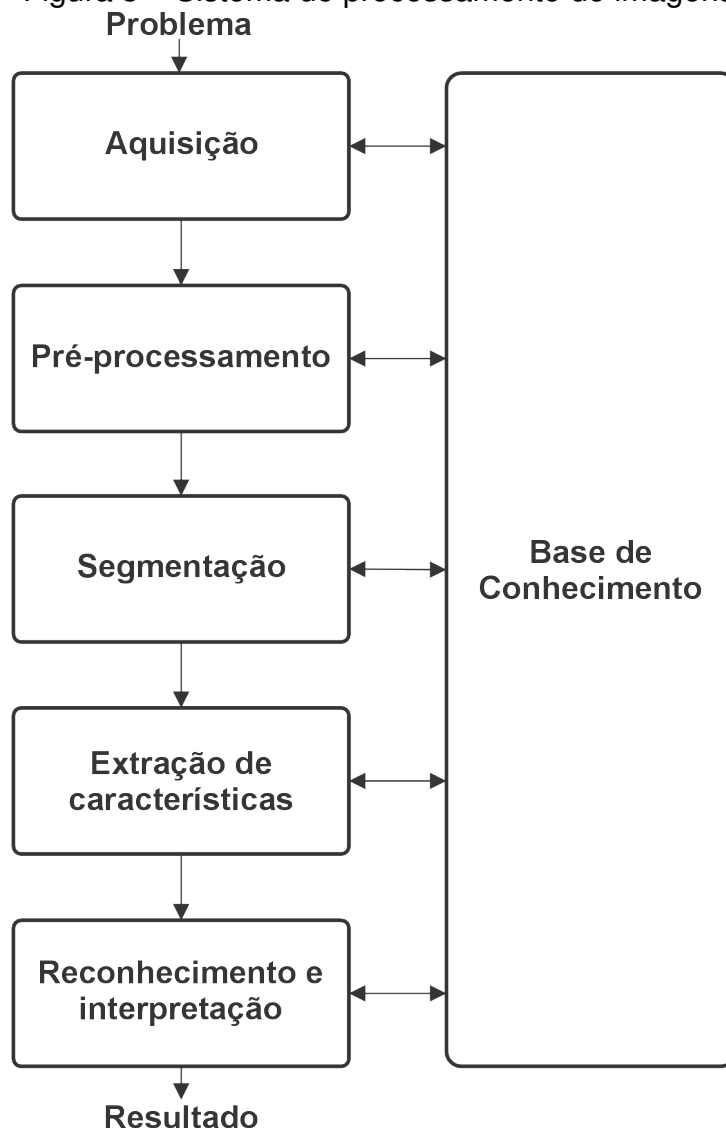 Problema
Aquisição
Pré-processamento
Segmentação
Base de
Conhecimento
Extração de
características
Reconhecimento e
interpretação
Resultado